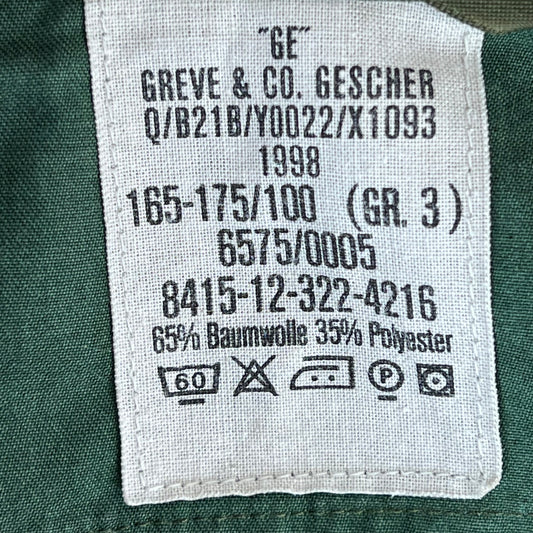 "GE"
GREVE & CO. GESCHER
Q/B21B/Y0022/X1093
1998
165-175/100 (GR. 3)
6575/0005
8415-12-322-4216
65% Baumwolle 35% Polyester
60 P